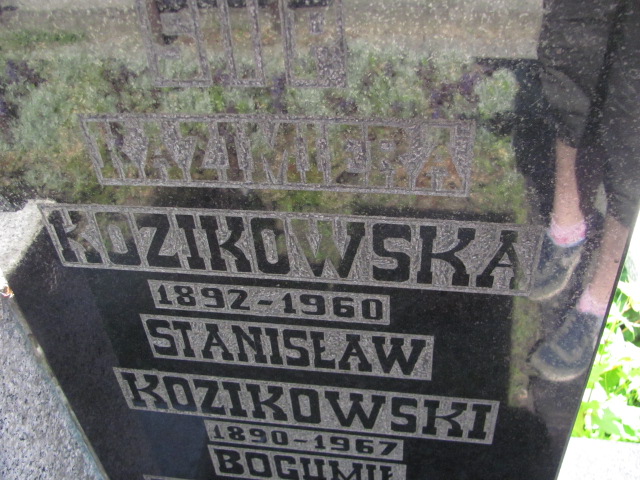 KAZIMIERA
KOZIKOWSKA
1892-1960
STANISŁAW
KOZIKOWSKI
1890-1967
BOGUMIŁ